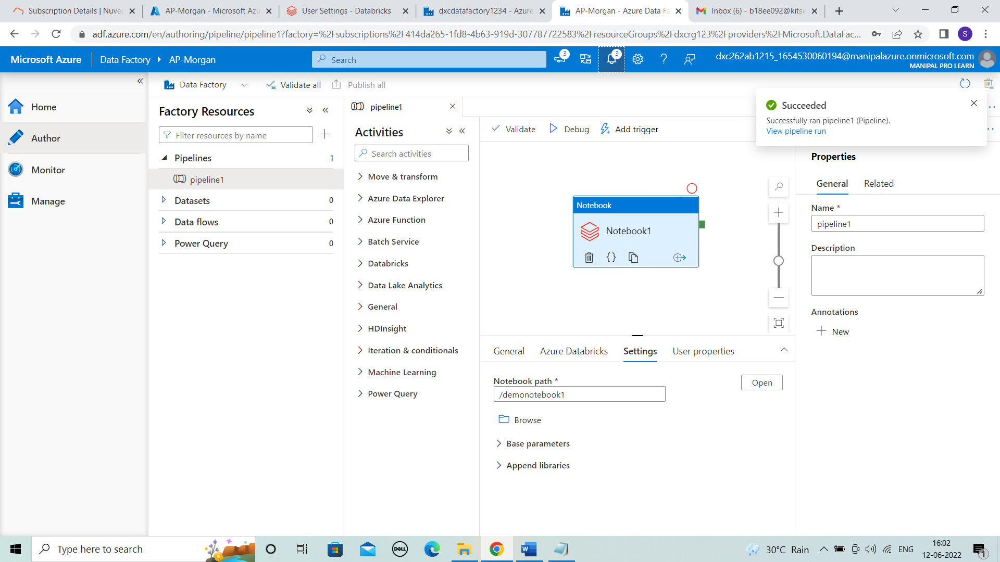 Subscription Details | Nuvep
AP-Morgan - Microsoft Azu
User Settings - Databricks
dxcdatafactory1234 - Azure
AP-Morgan - Azure Data Fa
Inbox (6) - b18ee092@kitsw
adf.azure.com/en/authoring/pipeline/pipeline1?factory=%2Fsubscriptions%2F414da265-1fd8-4b63-919d-307787722583%2FresourceGroups%2Fdxcrg123%2Fproviders%2FMicrosoft.DataFac...
S
Microsoft Azure
Data Factory
AP-Morgan
Search
3
3
dxc262ab1215_1654530060194@manipalazure.onmicrosoft.com
MANIPAL PRO LEARN
Home
Author
Monitor
Manage
Data Factory
Validate all
Publish all
Factory Resources
Filter resources by name
Pipelines
1
pipeline1
Datasets
0
Data flows
0
Power Query
0
pipeline1
Activities
Search activities
Move & transform
Azure Data Explorer
Azure Function
Batch Service
Databricks
Data Lake Analytics
General
HDInsight
Iteration & conditionals
Machine Learning
Power Query
Validate
Debug
Add trigger
Notebook
Notebook1
General
Azure Databricks
Settings
User properties
Notebook path *
/demonotebook1
Open
Browse
Base parameters
Append libraries
Succeeded
Successfully ran pipeline1 (Pipeline).
View pipeline run
Properties
General
Related
Name *
pipeline1
Description
Annotations
New
Type here to search
DELL
W
30°C Rain
ENG
16:02
12-06-2022
1